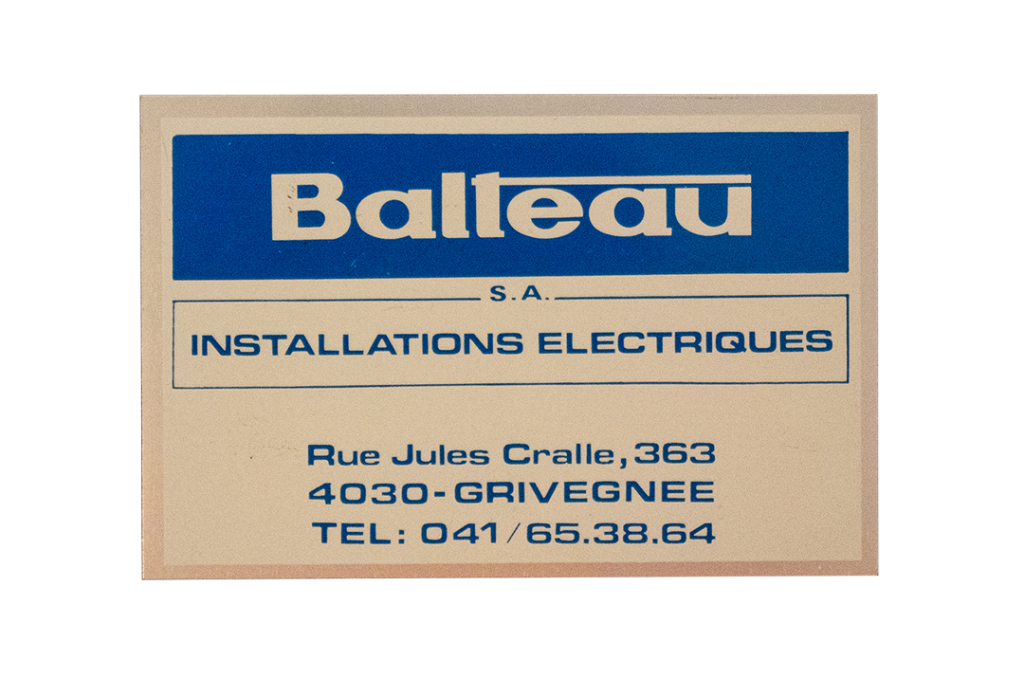 Balteau
S.A.
INSTALLATIONS ELECTRIQUES
Rue Jules Cralle, 363
4030-GRIVEGNEE
TEL: 041/65.38.64